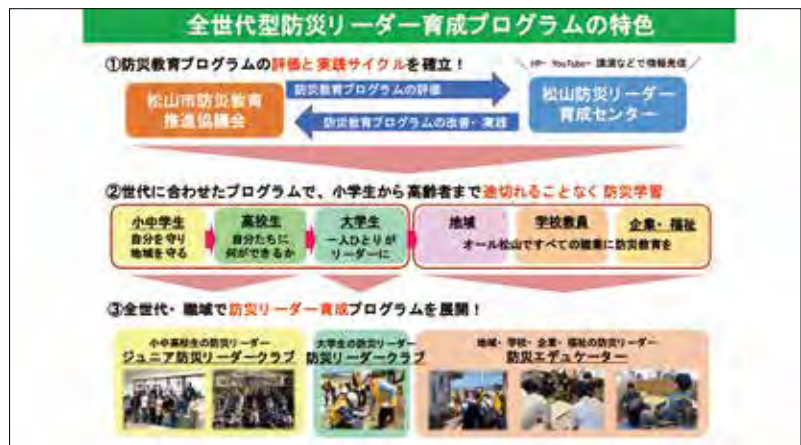 全世代型防災リーダー育成プログラムの特色
①防災教育プログラムの評価と実践サイクルを確立！
＼ HP・YouTube・講演などで情報発信 ／
松山市防災教育
推進協議会
防災教育プログラムの評価
防災教育プログラムの改善・実践
松山防災リーダー
育成センター
②世代に合わせたプログラムで、小学生から高齢者まで途切れることなく防災学習
小中学生
自分を守り
地域を守る
高校生
自分たちに
何ができるか
大学生
一人ひとりが
リーダーに
地域
学校教員
企業・福祉
オール松山ですべての職業に防災教育を
③全世代・職域で防災リーダー育成プログラムを展開！
小中高校生の防災リーダー
ジュニア防災リーダークラブ
大学生の防災リーダー
防災リーダークラブ
地域・学校・企業・福祉の防災リーダー
防災エデュケーター